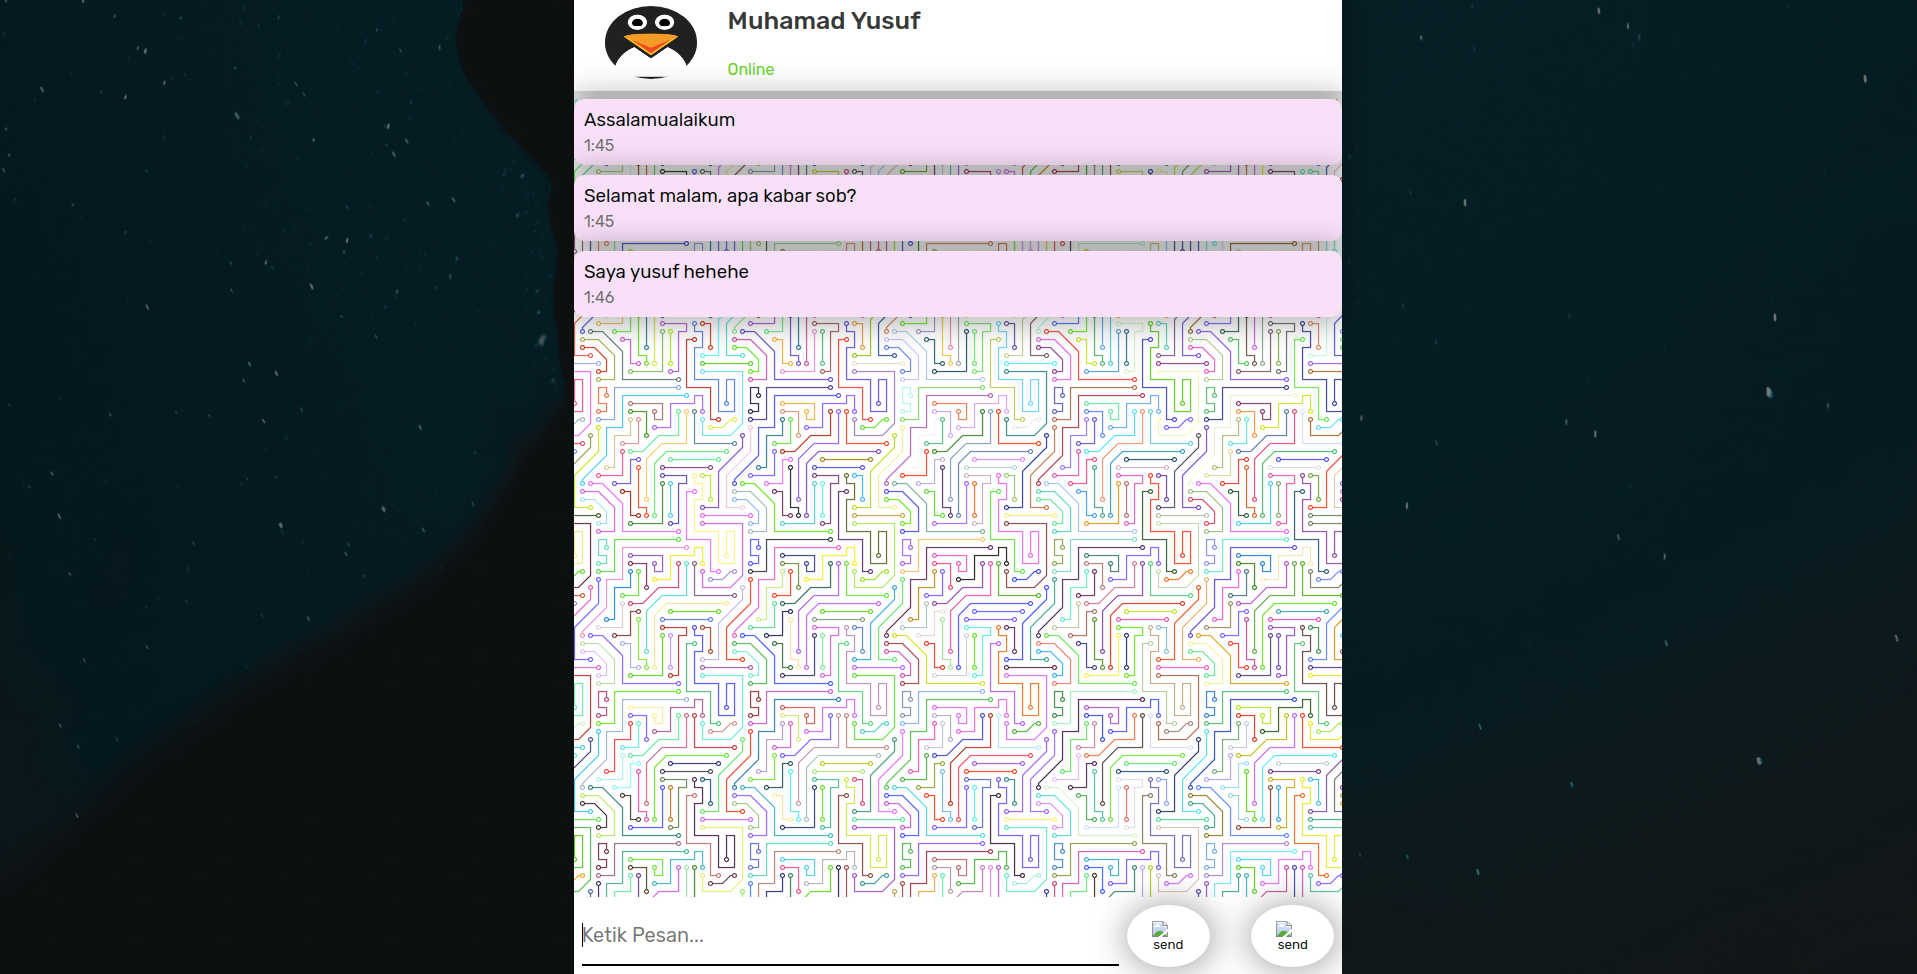 Muhamad Yusuf
Online
Assalamualaikum
1:45
Selamat malam, apa kabar sob?
1:45
Saya yusuf hehehe
1:46
Ketik Pesan...
send
send